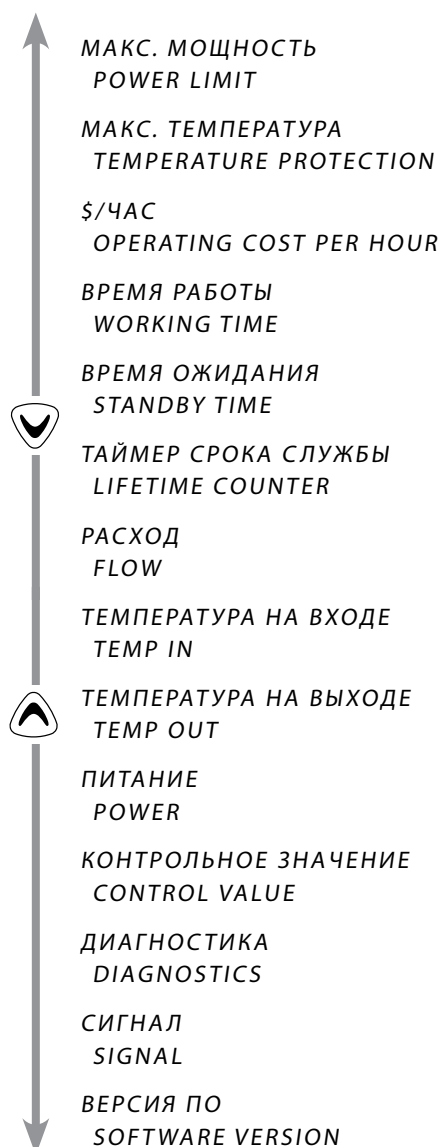 МАКС. МОЩНОСТЬ
POWER LIMIT
МАКС. ТЕМПЕРАТУРА
TEMPERATURE PROTECTION
$/ЧАС
OPERATING COST PER HOUR
ВРЕМЯ РАБОТЫ
WORKING TIME
ВРЕМЯ ОЖИДАНИЯ
STANDBY TIME
ТАЙМЕР СРОКА СЛУЖБЫ
LIFETIME COUNTER
РАСХОД
FLOW
ТЕМПЕРАТУРА НА ВХОДЕ
TEMP IN
ТЕМПЕРАТУРА НА ВЫХОДЕ
TEMP OUT
ПИТАНИЕ
POWER
КОНТРОЛЬНОЕ ЗНАЧЕНИЕ
CONTROL VALUE
ДИАГНОСТИКА
DIAGNOSTICS
СИГНАЛ
SIGNAL
ВЕРСИЯ ПО
SOFTWARE VERSION